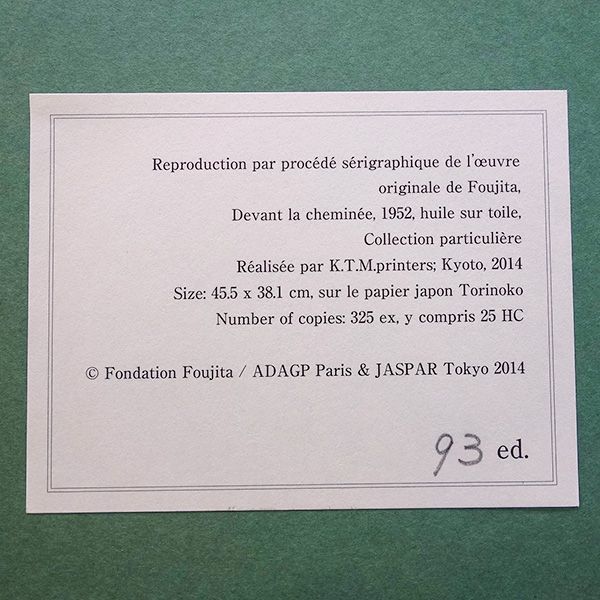 Reproduction par procédé sérigraphique de l'œuvre
originale de Foujita,
Devant la cheminée, 1952, huile sur toile,
Collection particulière
Réalisée par K.T.M.printers; Kyoto, 2014
Size: 45.5 x 38.1 cm, sur le papier japon Torinoko
Number of copies: 325 ex, y compris 25 HC
© Fondation Foujita / ADAGP Paris & JASPAR Tokyo 2014
93 ed.